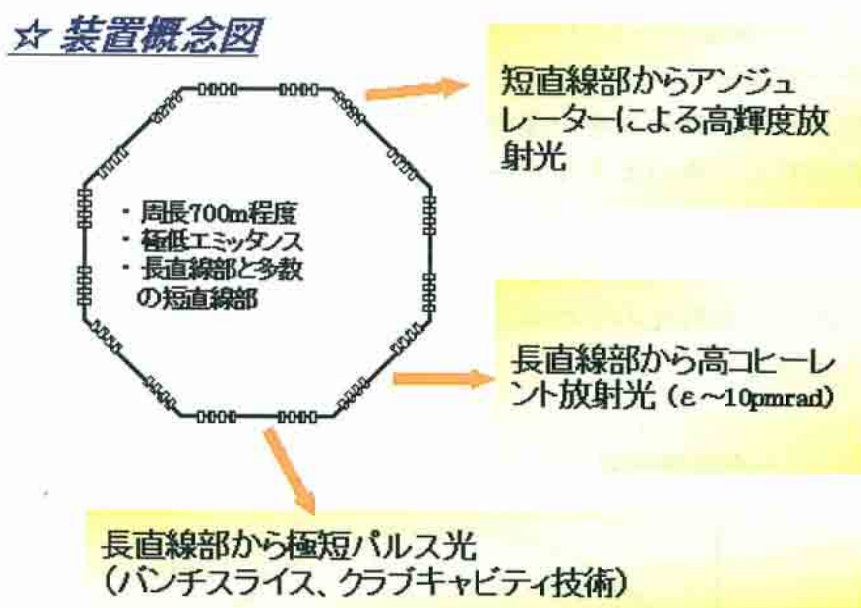 ☆ 装置概念図
短直線部からアンジュ
レーターによる高輝度放
射光
・ 周長700m程度
・ 極低エミッタンス
・ 長直線部と多数
の短直線部
長直線部から高コヒーレ
ント放射光 (ε~10pmrad)
長直線部から極短パルス光
(バンチスライス、クラブキャビティ技術)